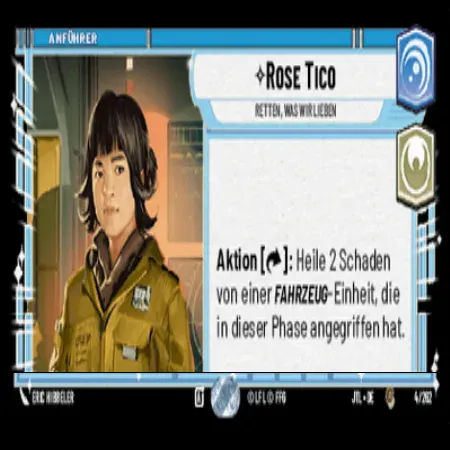 ANFÜHRER
ROSE TICO
RETTEN, WAS WIR LIEBEN
Aktion [ ]: Heile 2 Schaden
von einer FAHRZEUG-Einheit, die
in dieser Phase angegriffen hat.
ERIC HIBBELER
© LFL © FFG
JTL • DE
4/262